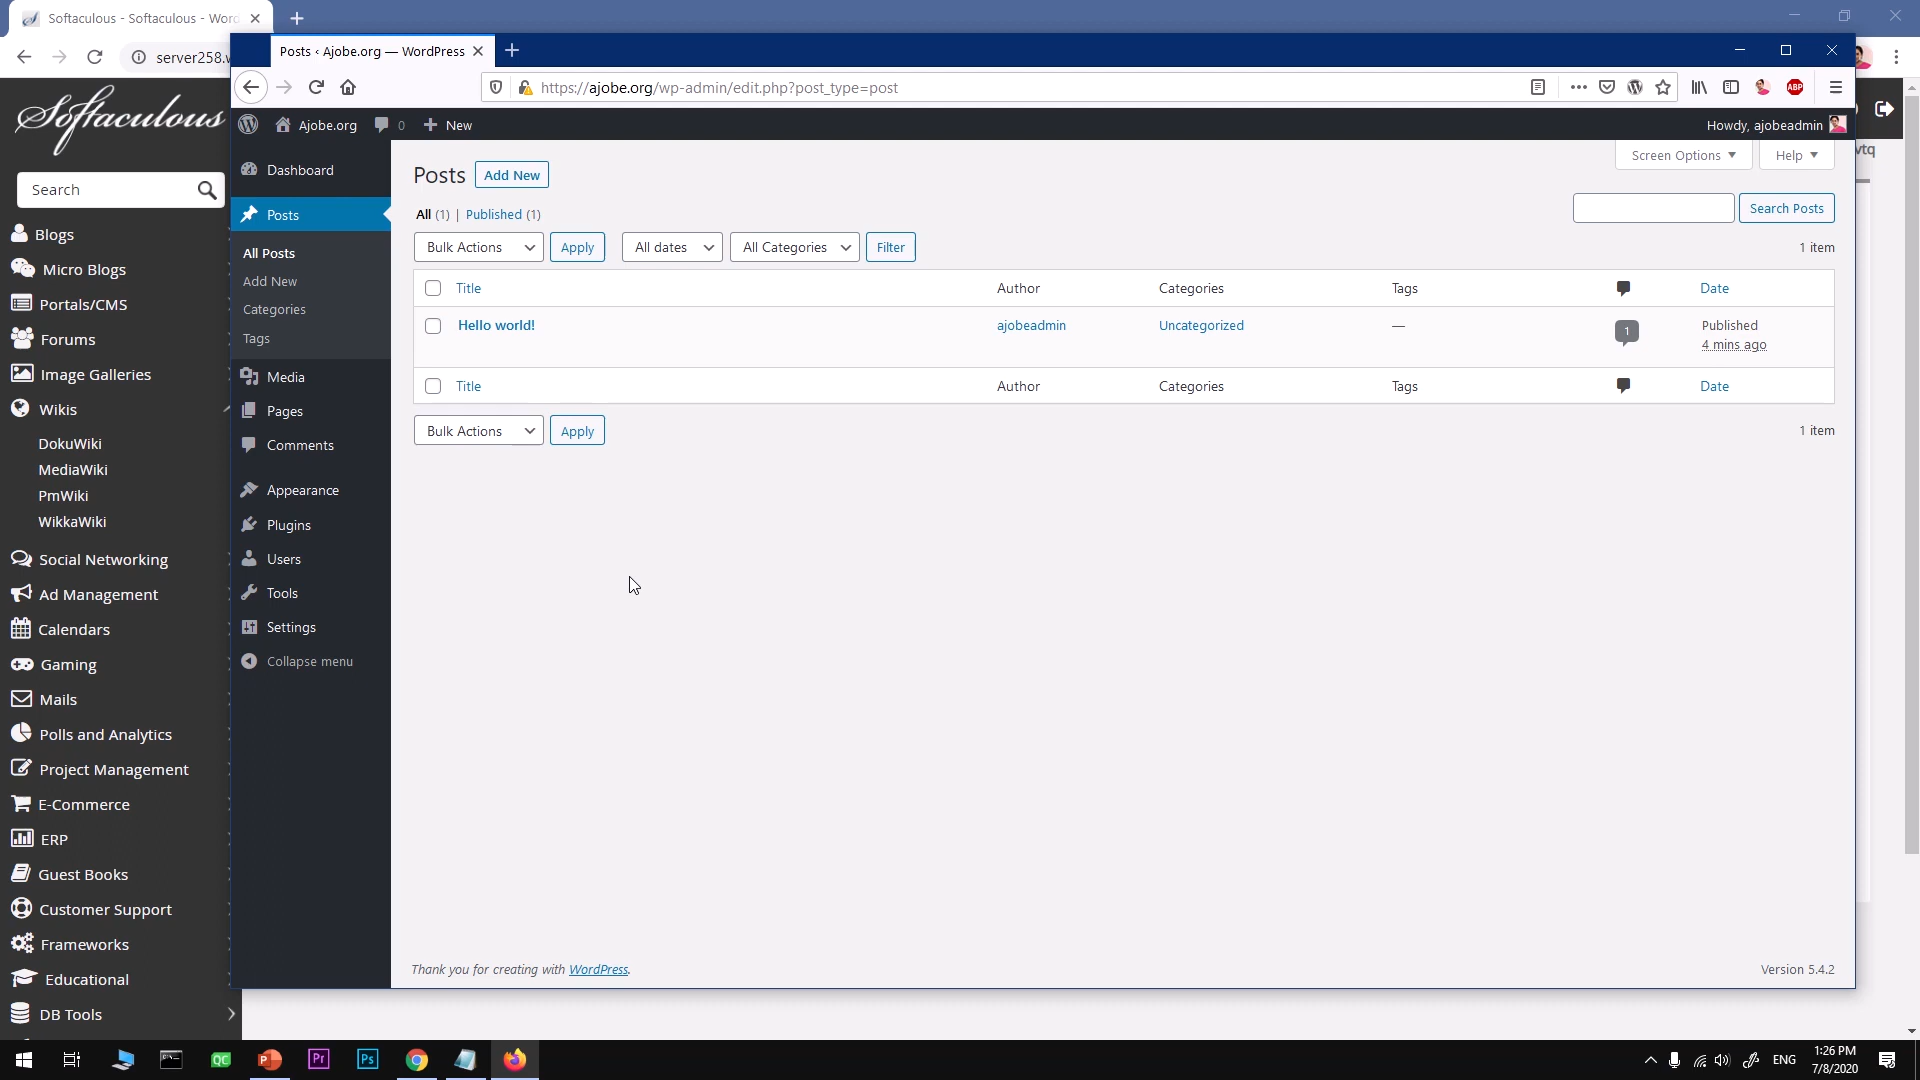 Softaculous - Softaculous - Word
server258.w
Posts ‹ Ajobe.org — WordPress
https://ajobe.org/wp-admin/edit.php?post_type=post
ABP
Ajobe.org 0 New
Howdy, ajobeadmin
Softaculous
Search
Blogs
Micro Blogs
Portals/CMS
Forums
Image Galleries
Wikis
DokuWiki
MediaWiki
PmWiki
WikkaWiki
Social Networking
Ad Management
Calendars
Gaming
Mails
Polls and Analytics
Project Management
E-Commerce
ERP
Guest Books
Customer Support
Frameworks
Educational
DB Tools
Dashboard
Posts
All Posts
Add New
Categories
Tags
Media
Pages
Comments
Appearance
Plugins
Users
Tools
Settings
Collapse menu
Screen Options Help
vtq
Posts Add New
All (1) | Published (1)
Search Posts
Bulk Actions Apply All dates All Categories Filter 1 item
Title Author Categories Tags Date
Hello world! ajobeadmin Uncategorized — 1 Published
4 mins ago
Title Author Categories Tags Date
Bulk Actions Apply 1 item
Thank you for creating with WordPress. Version 5.4.2
QC P Pr Ps
ENG
1:26 PM
7/8/2020